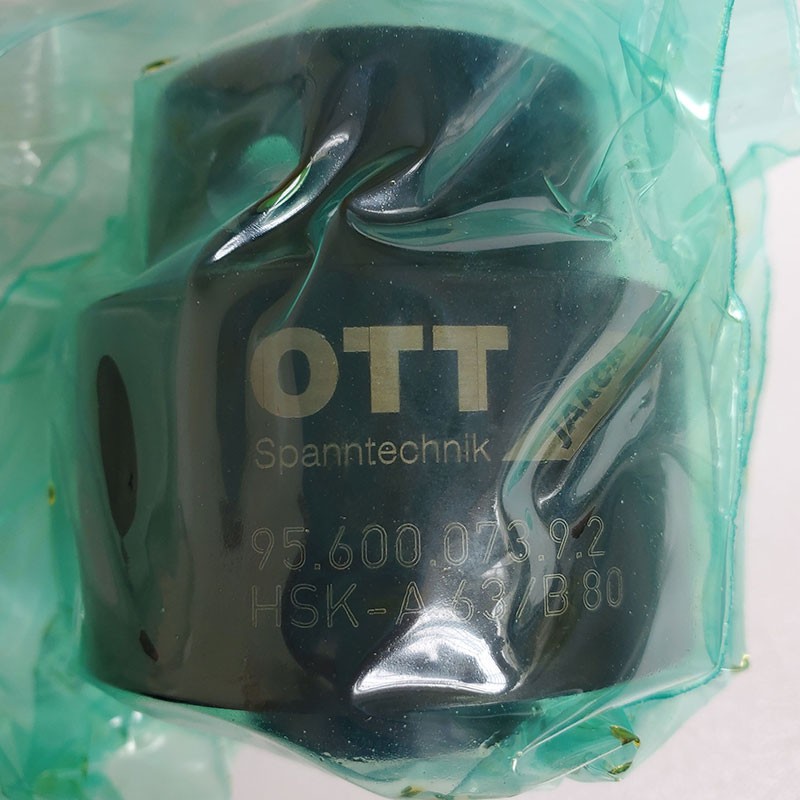 OTT JAKOB
Spanntechnik
95.600 073.9.2
HSK-A 63/B 80